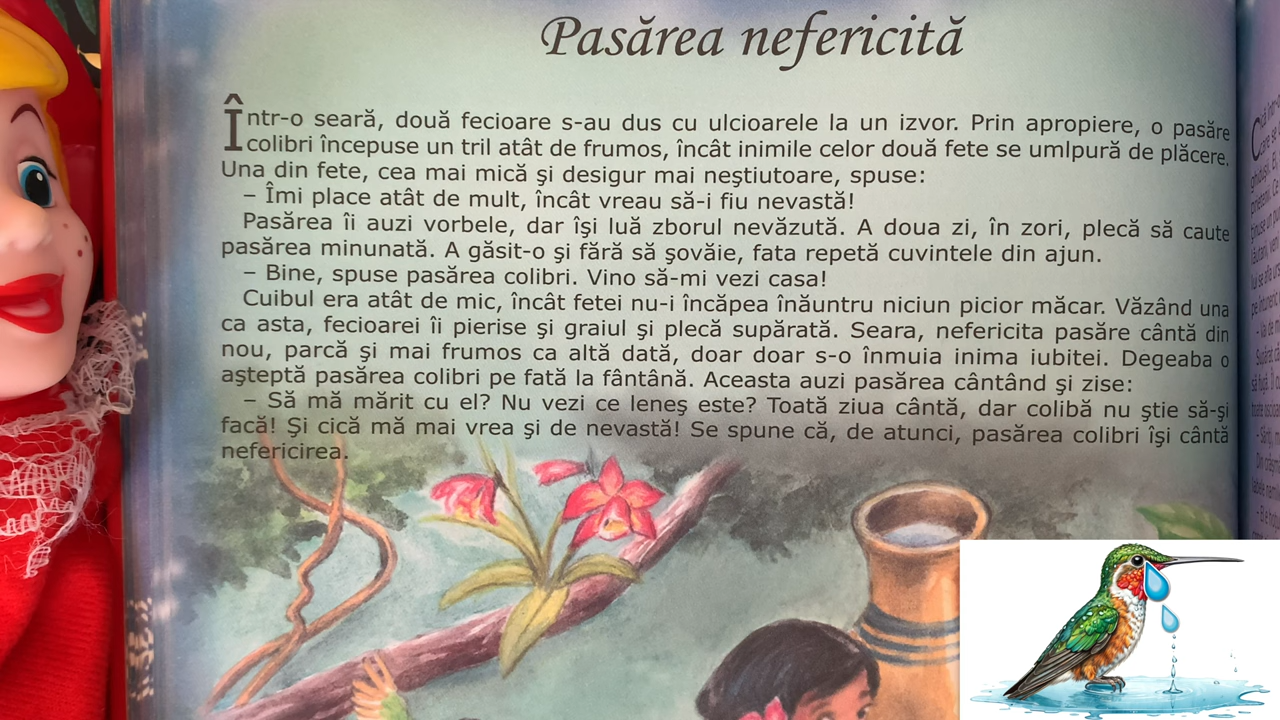 Pasărea nefericită
Într-o seară, două fecioare s-au dus cu ulcioarele la un izvor. Prin apropiere, o pasăre
colibri începuse un tril atât de frumos, încât inimile celor două fete se umlpură de plăcere.
Una din fete, cea mai mică şi desigur mai neştiutoare, spuse:
– Îmi place atât de mult, încât vreau să-i fiu nevastă!
Pasărea îi auzi vorbele, dar îşi luă zborul nevăzută. A doua zi, în zori, plecă să caute
pasărea minunată. A găsit-o şi fără să şovăie, fata repetă cuvintele din ajun.
– Bine, spuse pasărea colibri. Vino să-mi vezi casa!
Cuibul era atât de mic, încât fetei nu-i încăpea înăuntru niciun picior măcar. Văzând una
ca asta, fecioarei îi pierise şi graiul şi plecă supărată. Seara, nefericita pasăre cântă din
nou, parcă şi mai frumos ca altă dată, doar doar s-o înmuia inima iubitei. Degeaba o
aşteptă pasărea colibri pe fată la fântână. Aceasta auzi pasărea cântând şi zise:
– Să mă mărit cu el? Nu vezi ce leneş este? Toată ziua cântă, dar colibă nu ştie să-şi
facă! Şi cică mă mai vrea şi de nevastă! Se spune că, de atunci, pasărea colibri îşi cântă
nefericirea.